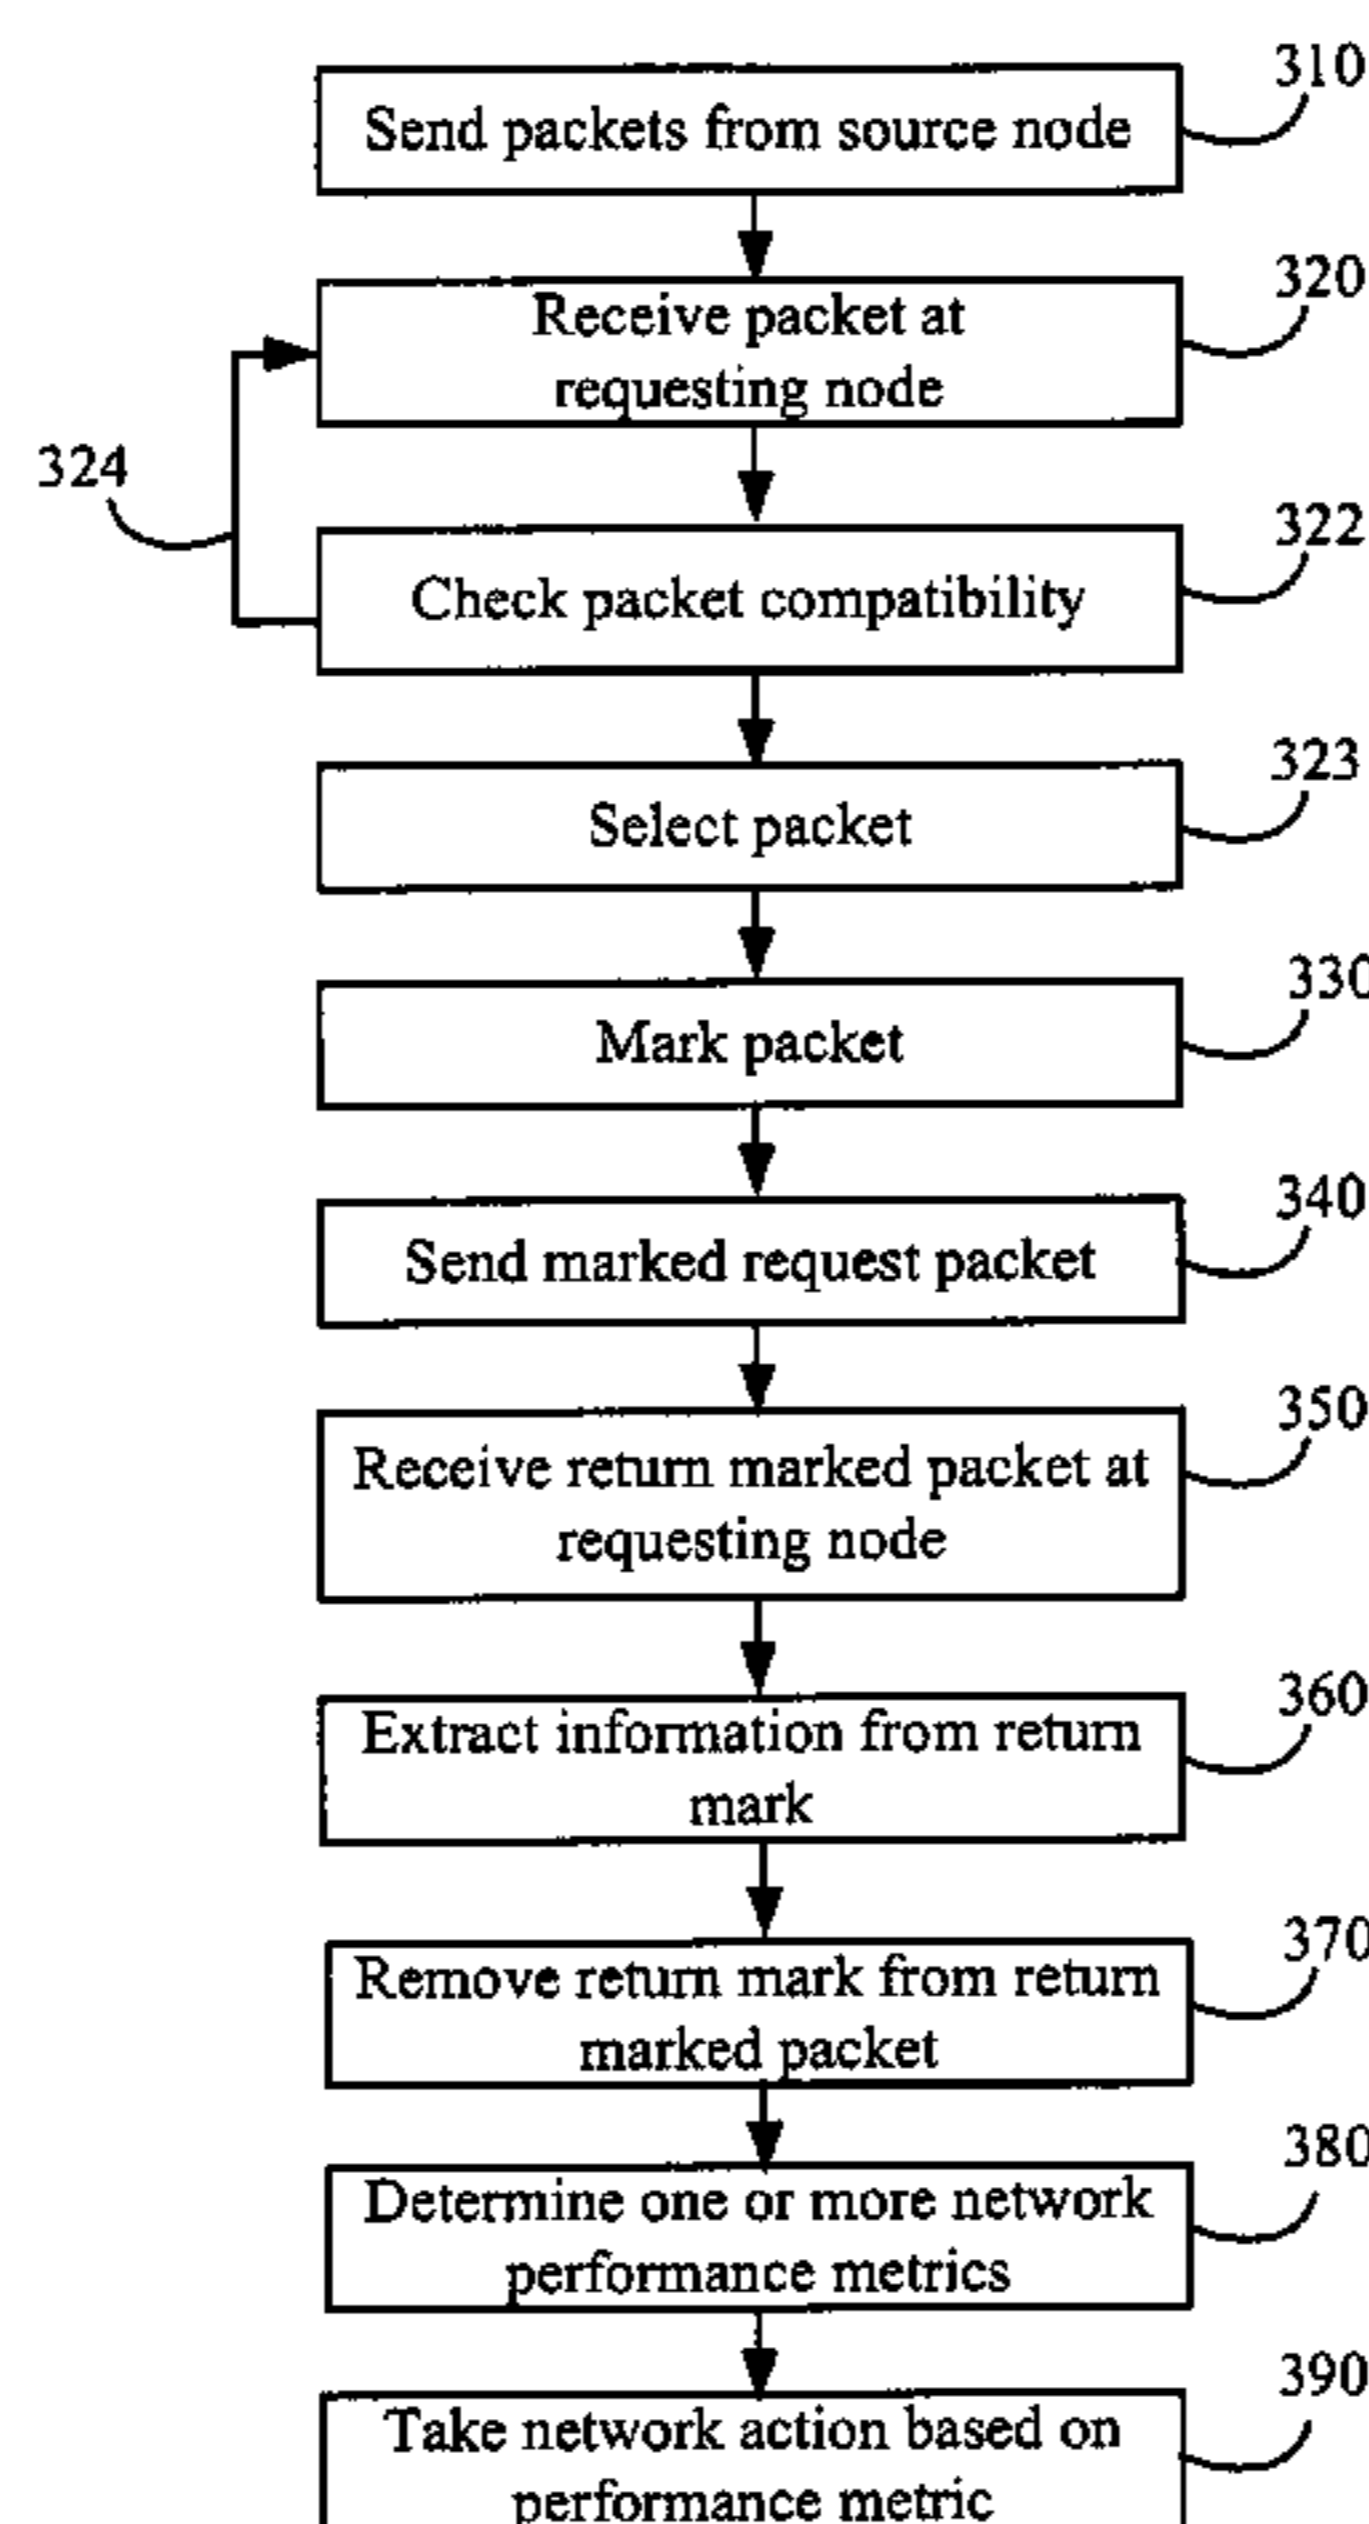 310
Send packets from source node
320
Receive packet at
requesting node
324
322
Check packet compatibility
323
Select packet
330
Mark packet
340
Send marked request packet
350
Receive return marked packet at
requesting node
360
Extract information from return
mark
370
Remove return mark from return
marked packet
380
Determine one or more network
performance metrics
390
Take network action based on
performance metric